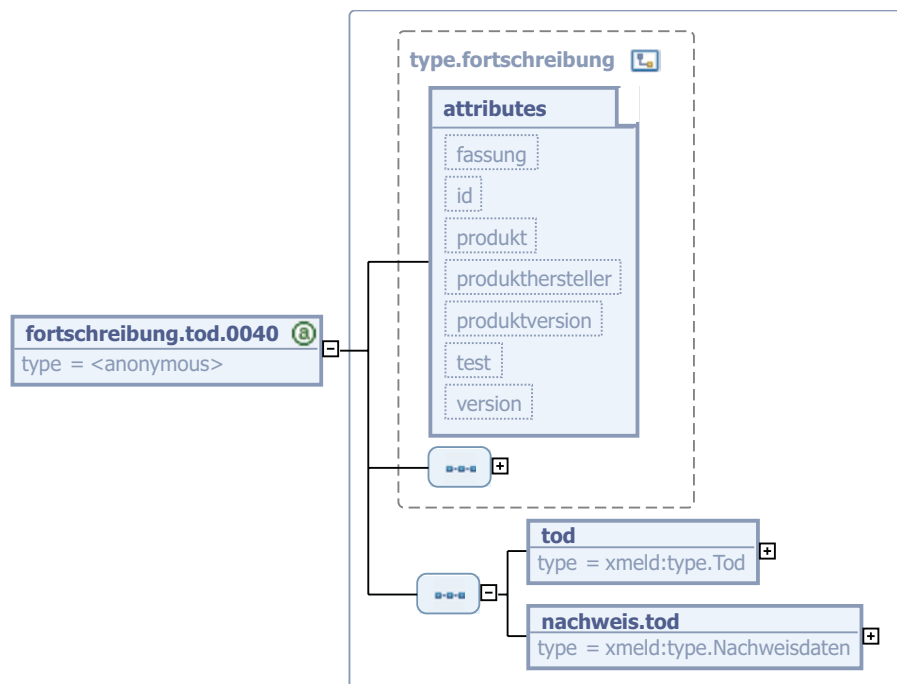 type.fortschreibung
attributes
fassung
id
produkt
produkthersteller
produktversion
test
version
fortschreibung.tod.0040 @
type = <anonymous>
tod
type = xmeld:type.Tod
nachweis.tod
type = xmeld:type.Nachweisdaten